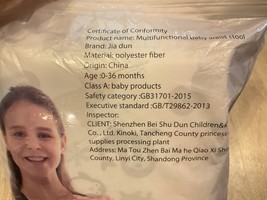 Certificate of Conformity
Product name: Multifunctional baby
Brand: Jia dun
Material: polyester fiber
Origin: China
Age :0-36 months
Class A: baby products
Safety category :GB31701-2015
Executive standard :GB/T29862-2013
Inspector:
CLIENT: Shenzhen Bei Shu Dun Children&
Co., Ltd, Kinoki, Tancheng County princess
supplies processing plant
Address: Ma Tou Zhen Bai Ma he Qiao Xi Sh
County, Linyi City, Shandong Province